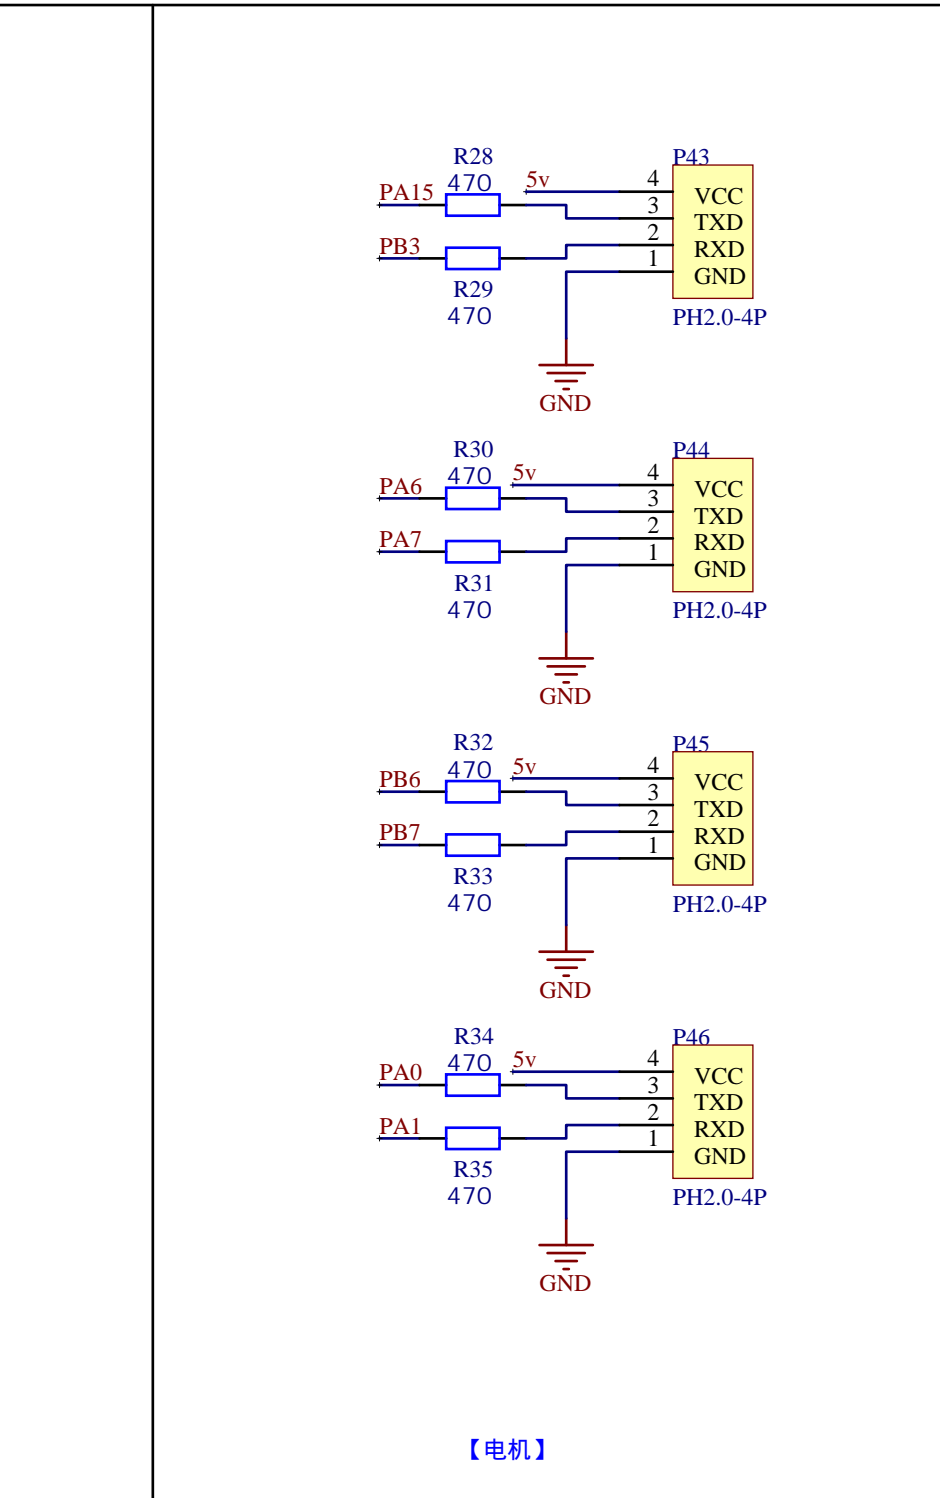 R28
470
PA15
5v
PB3
R29
470
P43
4
VCC
3
TXD
2
RXD
1
GND
PH2.0-4P
GND
R30
470
PA6
5v
PA7
R31
470
P44
4
VCC
3
TXD
2
RXD
1
GND
PH2.0-4P
GND
R32
470
PB6
5v
PB7
R33
470
P45
4
VCC
3
TXD
2
RXD
1
GND
PH2.0-4P
GND
R34
470
PA0
5v
PA1
R35
470
P46
4
VCC
3
TXD
2
RXD
1
GND
PH2.0-4P
GND
【电机】